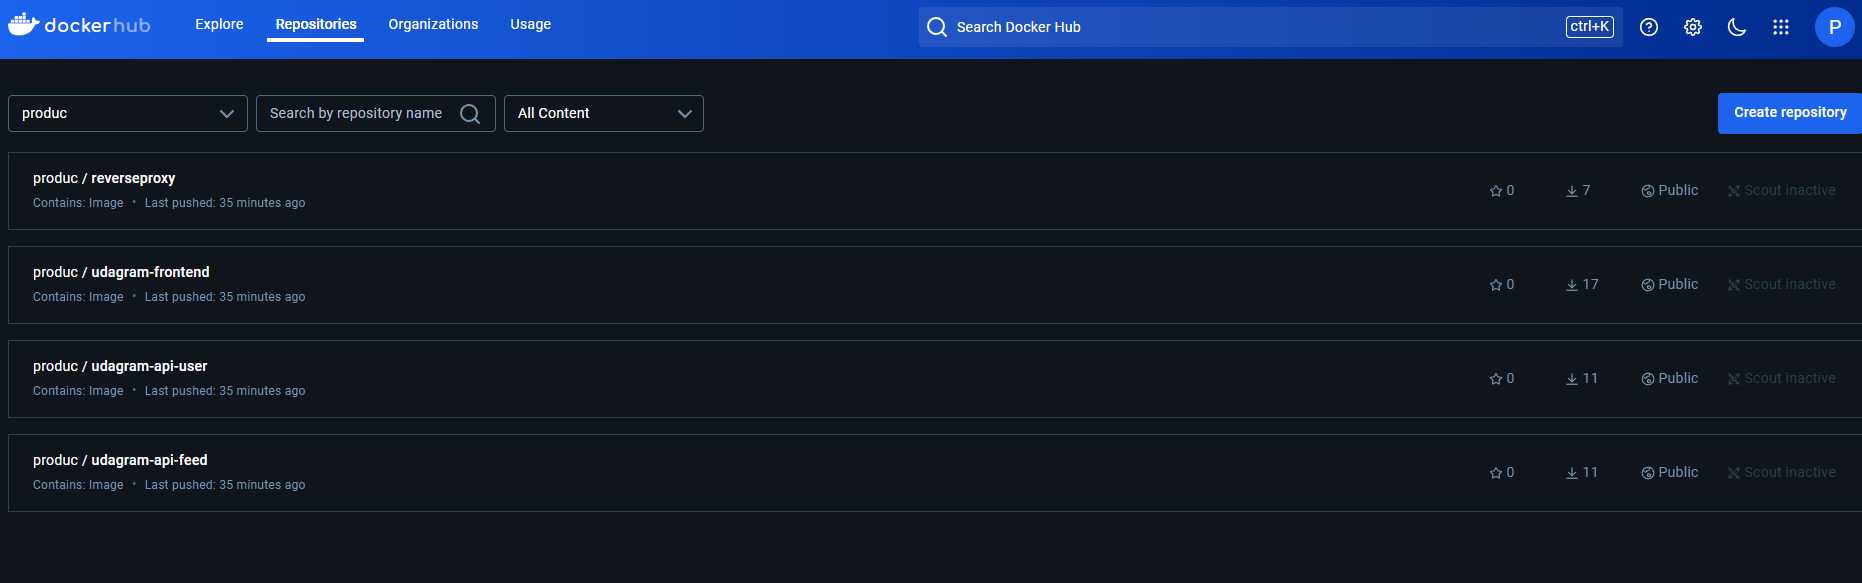 dockerhub Explore Repositories Organizations Usage Search Docker Hub ctrl+K P
produc Search by repository name All Content Create repository
produc / reverseproxy
Contains: Image • Last pushed: 35 minutes ago 0 7 Public Scout inactive
produc / udagram-frontend
Contains: Image • Last pushed: 35 minutes ago 0 17 Public Scout inactive
produc / udagram-api-user
Contains: Image • Last pushed: 35 minutes ago 0 11 Public Scout inactive
produc / udagram-api-feed
Contains: Image • Last pushed: 35 minutes ago 0 11 Public Scout inactive